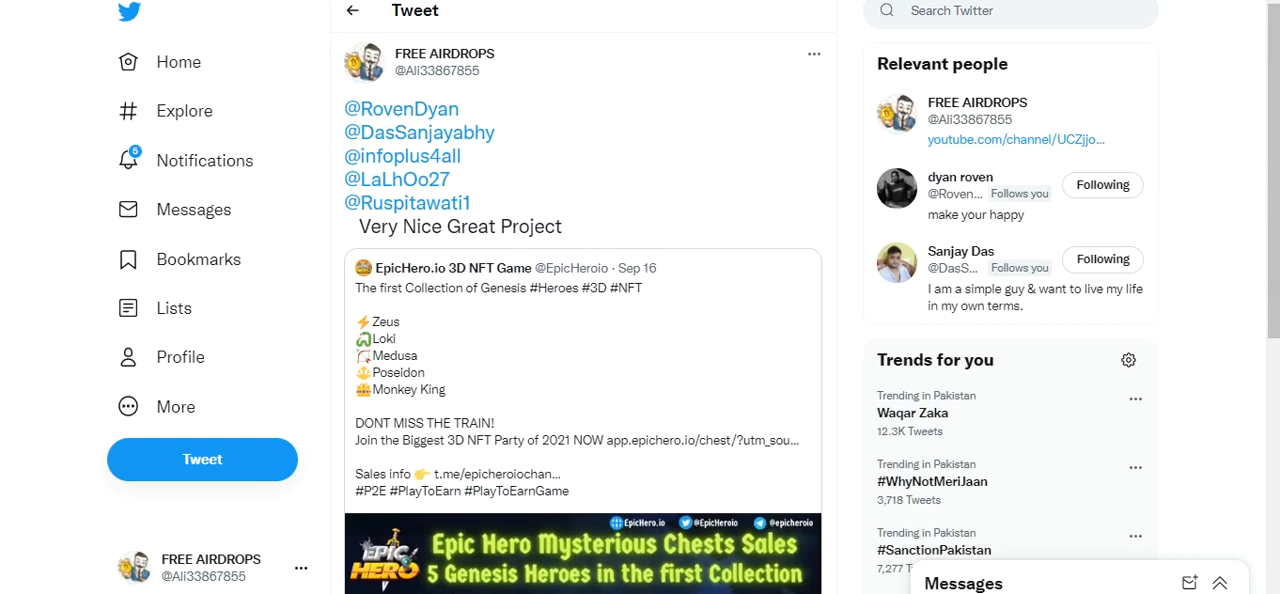 Home
Explore
5
Notifications
Messages
Bookmarks
Lists
Profile
More
Tweet
FREE AIRDROPS
@Ali33867855
Tweet
FREE AIRDROPS
@Ali33867855
@RovenDyan
@DasSanjayabhy
@infoplus4all
@LaLhOo27
@Ruspitawati1
Very Nice Great Project
EpicHero.io 3D NFT Game @EpicHeroio · Sep 16
The first Collection of Genesis #Heroes #3D #NFT
⚡Zeus
Loki
Medusa
🔱Poseidon
Monkey King
DONT MISS THE TRAIN!
Join the Biggest 3D NFT Party of 2021 NOW app.epichero.io/chest/?utm_sou...
Sales info 👉 t.me/epicheroiochan...
#P2E #PlayToEarn #PlayToEarnGame
EpicHero.io @EpicHeroio @epicheroio
EPIC HERO
Epic Hero Mysterious Chests Sales
5 Genesis Heroes in the first Collection
Search Twitter
Relevant people
FREE AIRDROPS
@Ali33867855
youtube.com/channel/UCZjjo...
dyan roven
@Roven... Follows you
Following
make your happy
Sanjay Das
@DasS... Follows you
Following
I am a simple guy & want to live my life
in my own terms.
Trends for you
Trending in Pakistan
Waqar Zaka
12.3K Tweets
Trending in Pakistan
#WhyNotMeriJaan
3,718 Tweets
Trending in Pakistan
#SanctionPakistan
7,277 T
Messages